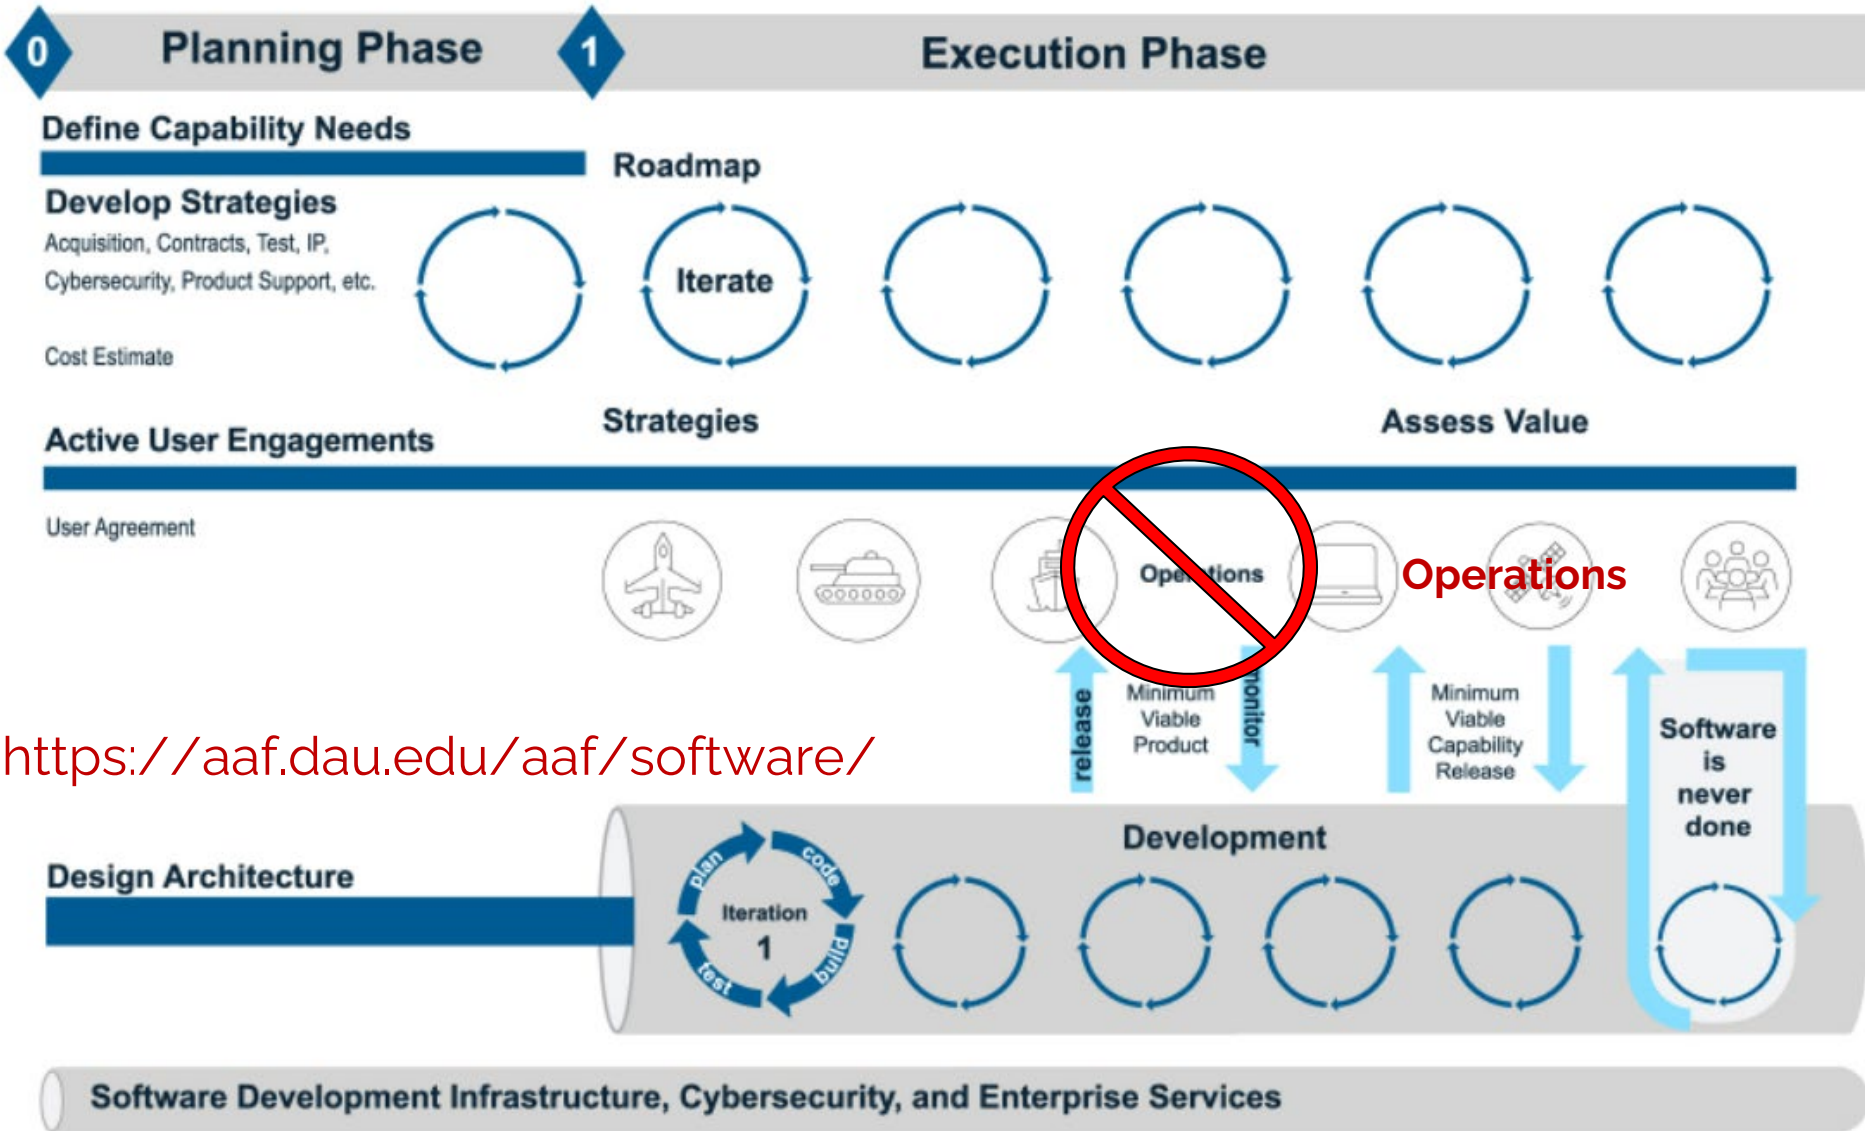 0
Planning Phase
1
Execution Phase
Define Capability Needs
Roadmap
Develop Strategies
Acquisition, Contracts, Test, IP,
Cybersecurity, Product Support, etc.
Iterate
Cost Estimate
Strategies
Assess Value
Active User Engagements
User Agreement
Operations
Operations
release
Minimum
Viable
Product
monitor
Minimum
Viable
Capability
Release
Software
is
never
done
https://aaf.dau.edu/aaf/software/
Development
Design Architecture
plan
code
Iteration
1
build
test
Software Development Infrastructure, Cybersecurity, and Enterprise Services